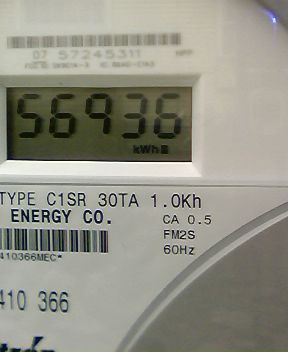 07 57245311
56936
kWh
TYPE C1SR 30TA 1.0Kh
ENERGY CO.
CA 0.5
FM2S
60Hz
410366MEC*
410 366